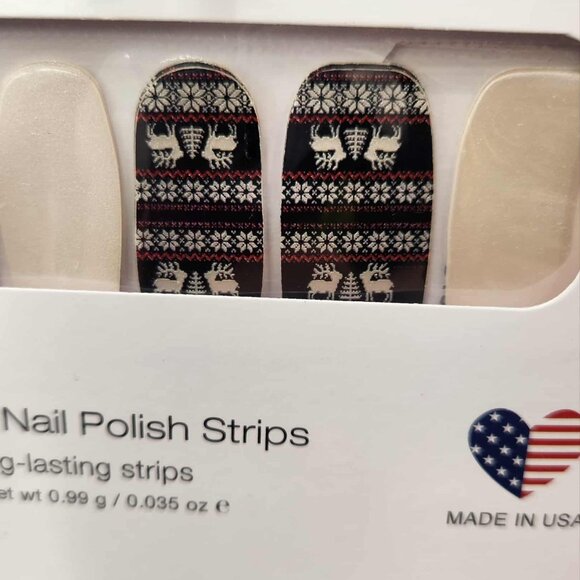 Nail Polish Strips
g-lasting strips
et wt 0.99 g / 0.035 oz ℮
MADE IN USA